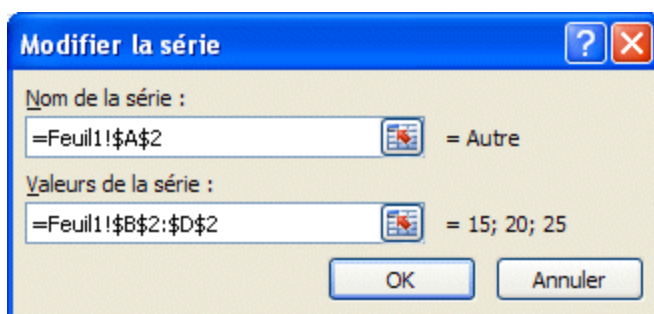 Modifier la série
Nom de la série :
=Feuil1!$A$2 = Autre
Valeurs de la série :
=Feuil1!$B$2:$D$2 = 15; 20; 25
OK Annuler